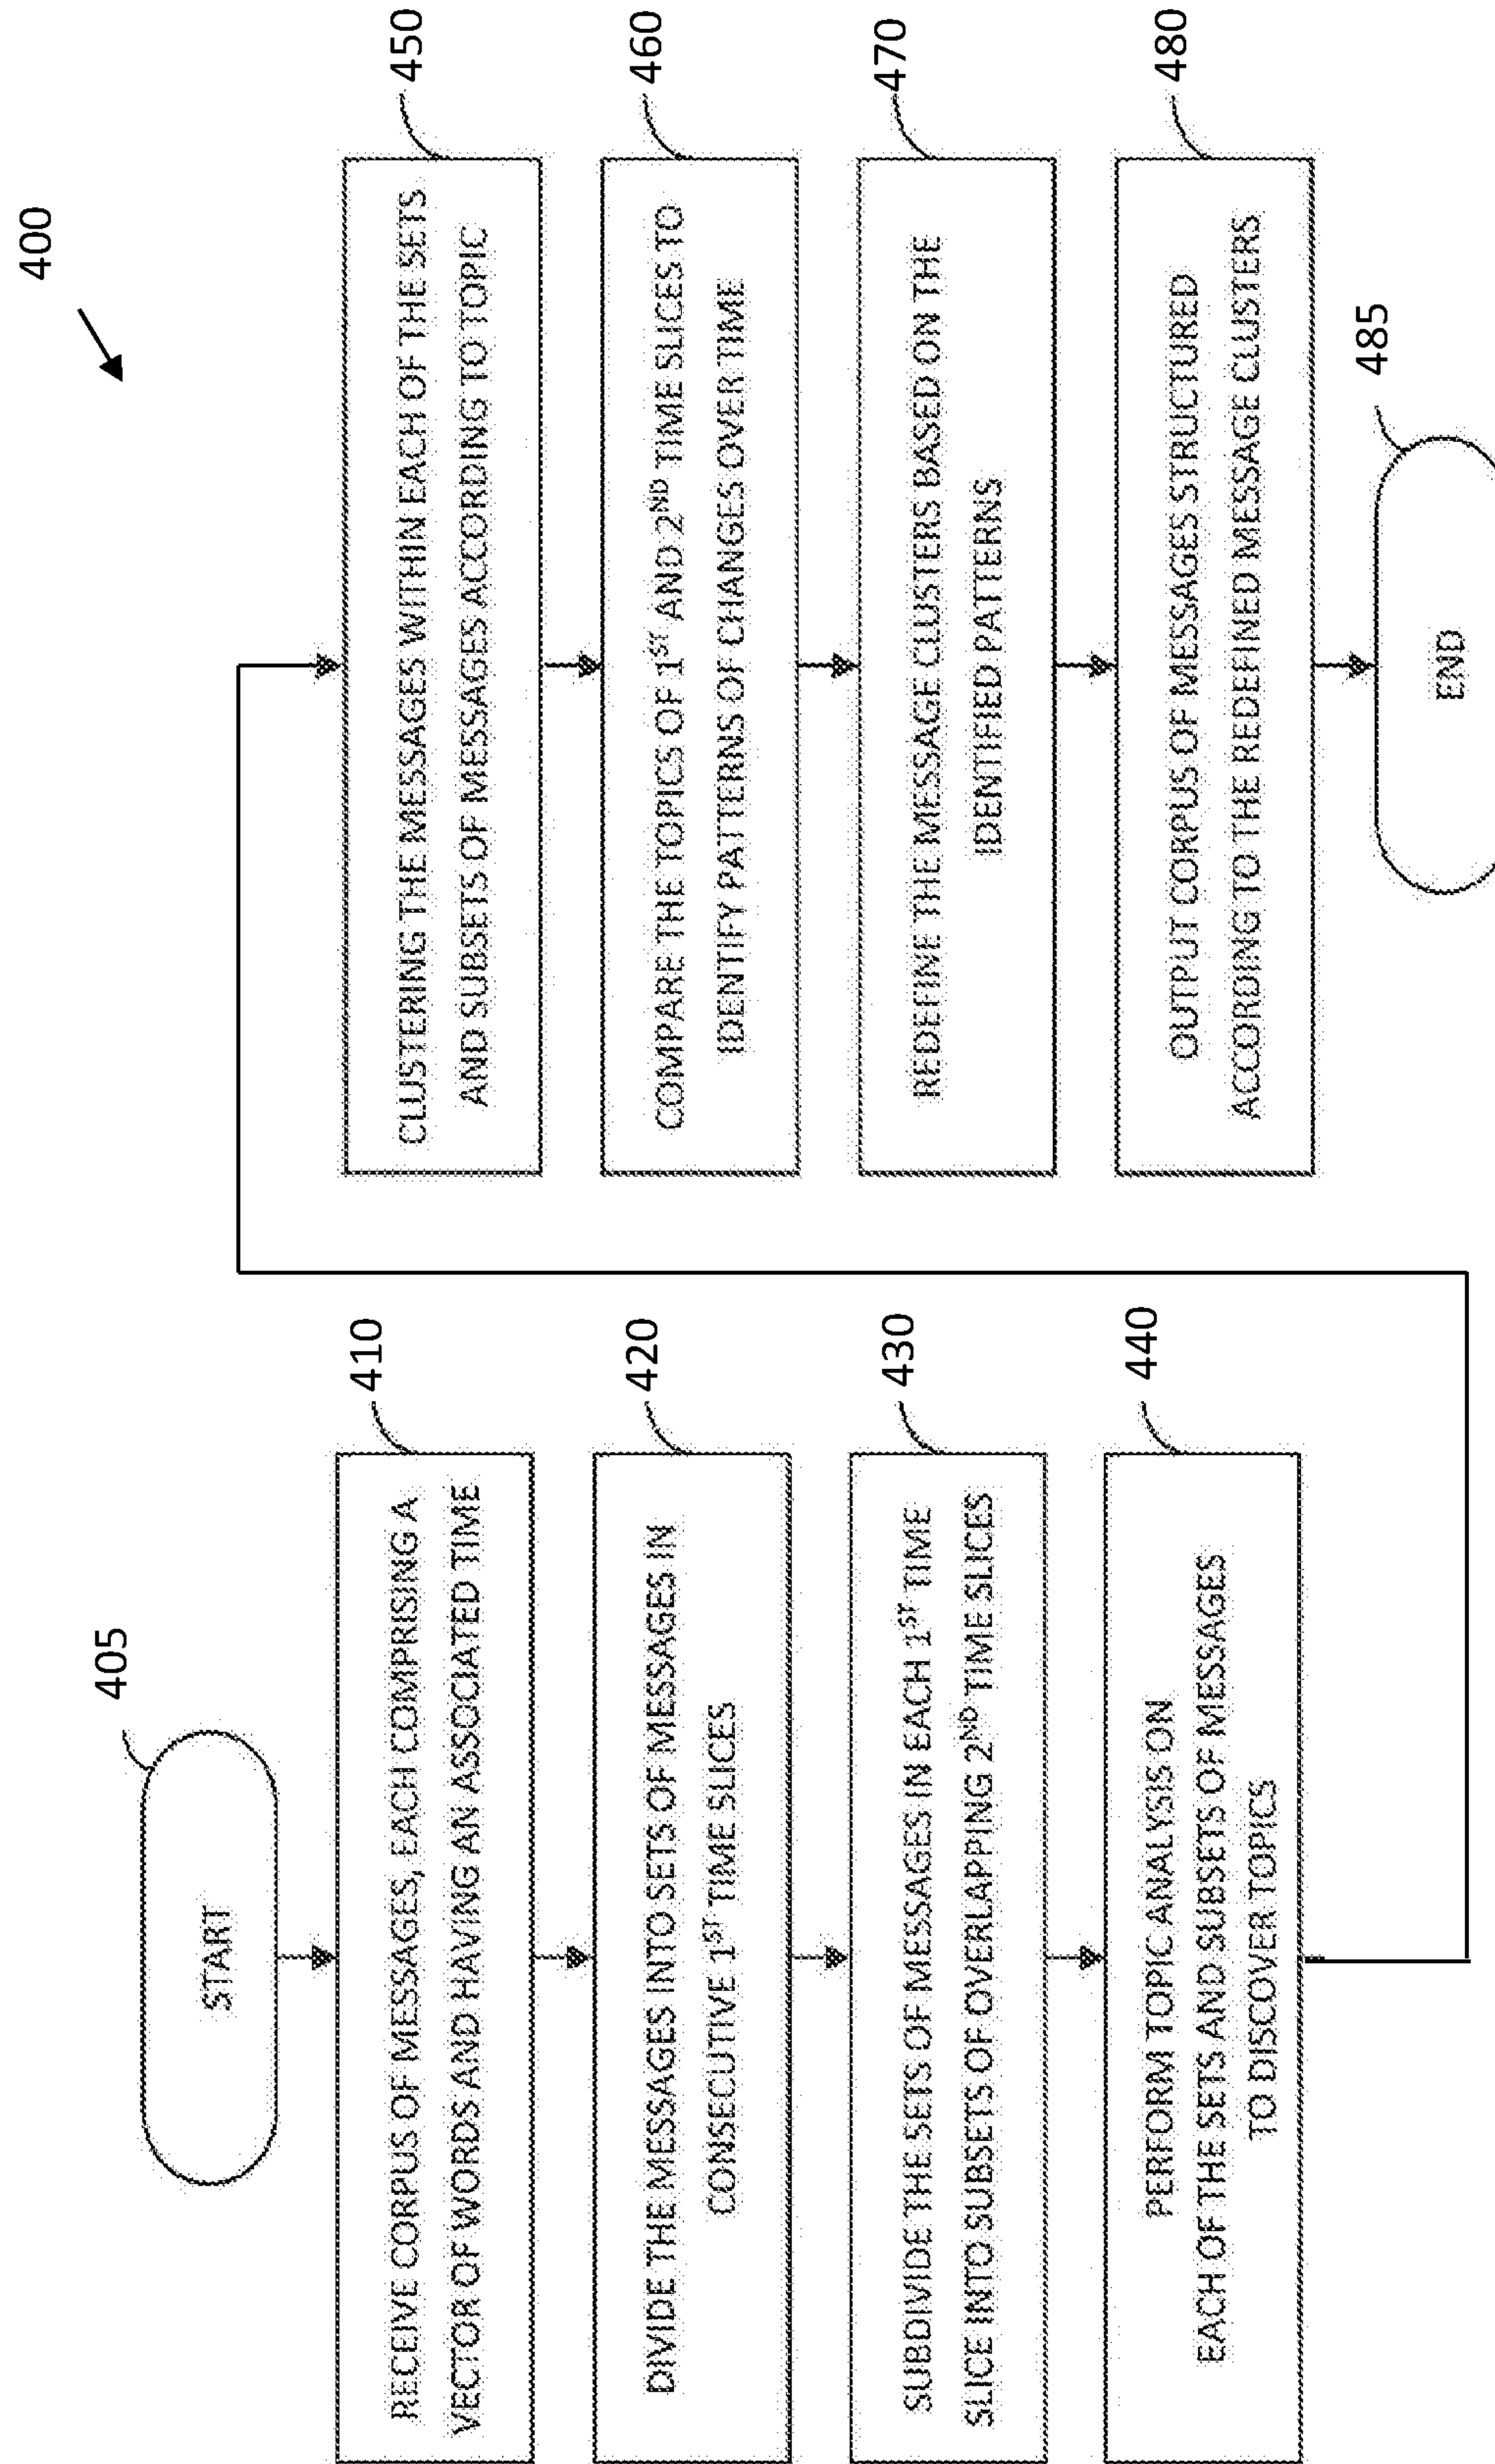 400
405
START
410
RECEIVE CORPUS OF MESSAGES, EACH COMPRISING A
VECTOR OF WORDS AND HAVING AN ASSOCIATED TIME
420
DIVIDE THE MESSAGES INTO SETS OF MESSAGES IN
CONSECUTIVE 1ST TIME SLICES
430
SUBDIVIDE THE SETS OF MESSAGES IN EACH 1ST TIME
SLICE INTO SUBSETS OF OVERLAPPING 2ND TIME SLICES
440
PERFORM TOPIC ANALYSIS ON
EACH OF THE SETS AND SUBSETS OF MESSAGES
TO DISCOVER TOPICS
450
CLUSTERING THE MESSAGES WITHIN EACH OF THE SETS
AND SUBSETS OF MESSAGES ACCORDING TO TOPIC
460
COMPARE THE TOPICS OF 1ST AND 2ND TIME SLICES TO
IDENTIFY PATTERNS OF CHANGES OVER TIME
470
REDEFINE THE MESSAGE CLUSTERS BASED ON THE
IDENTIFIED PATTERNS
480
OUTPUT CORPUS OF MESSAGES STRUCTURED
ACCORDING TO THE REDEFINED MESSAGE CLUSTERS
485
END